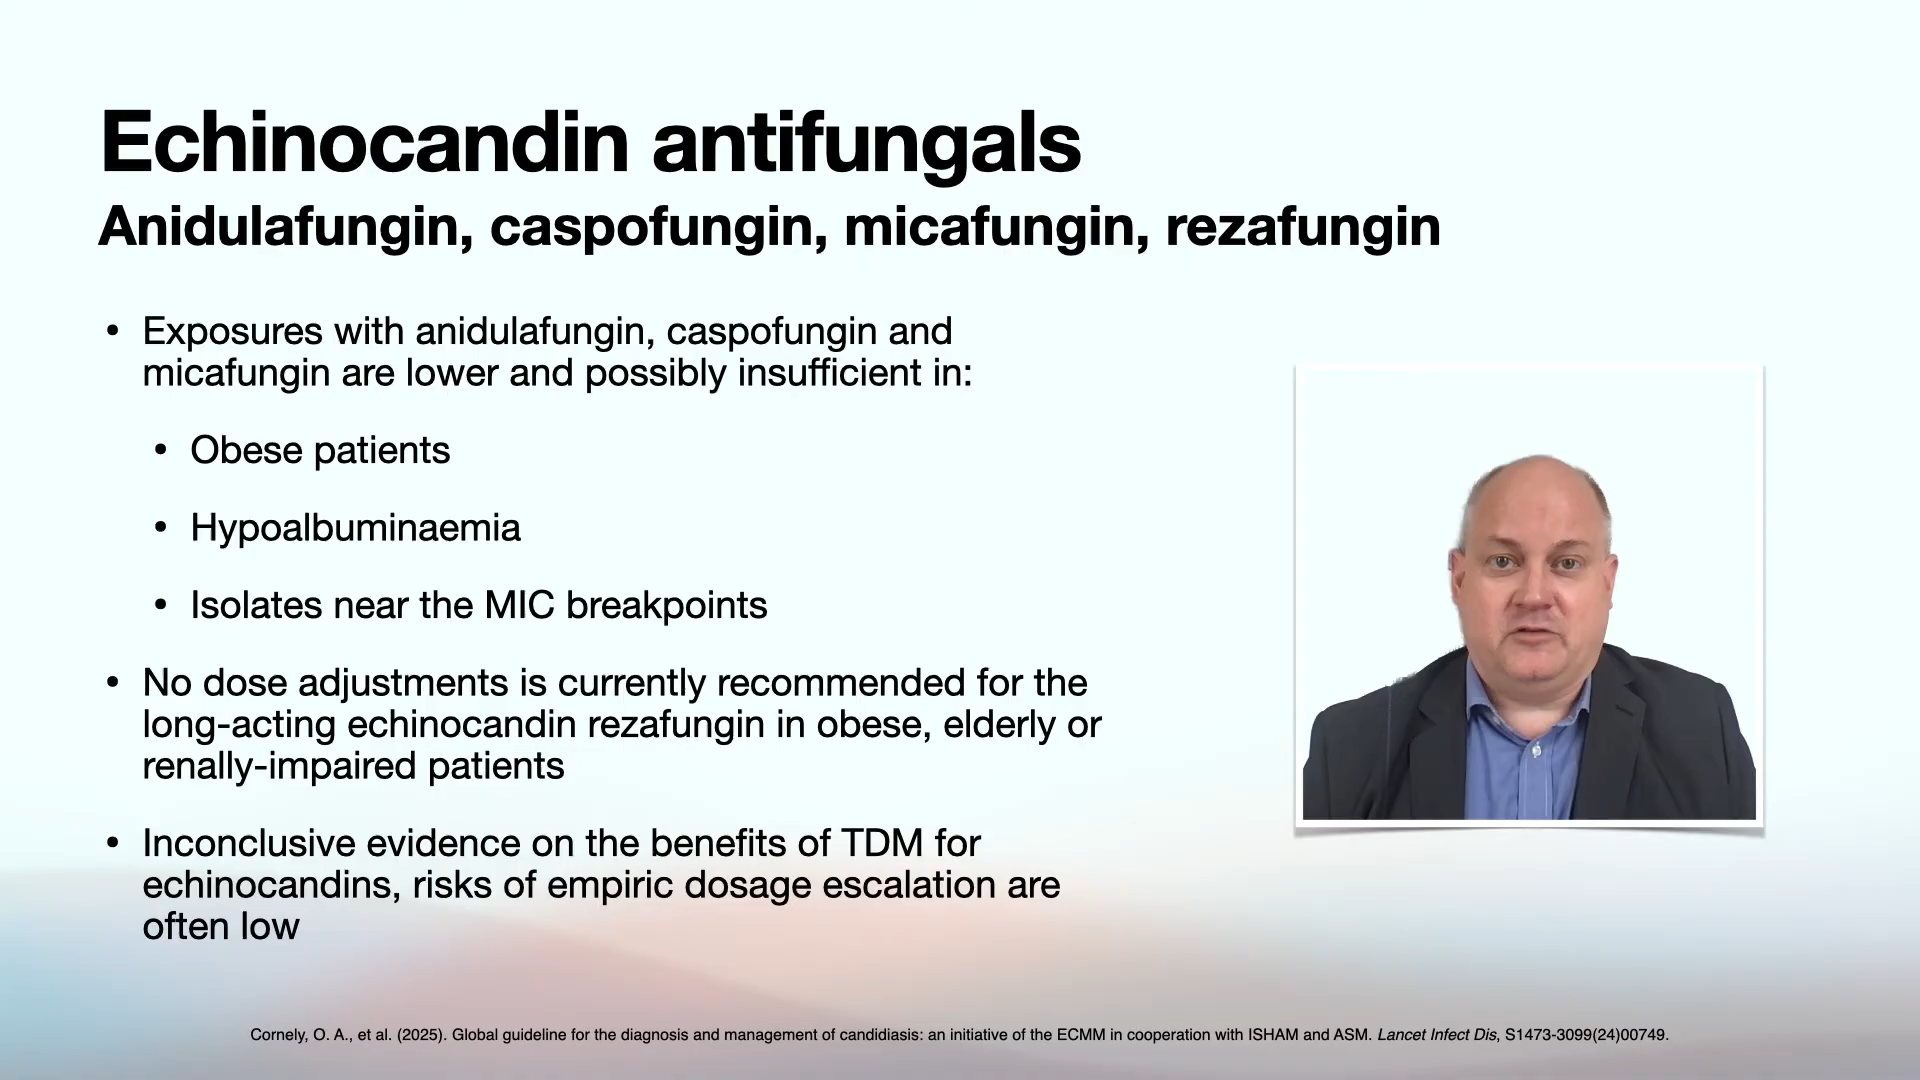 Echinocandin antifungals
Anidulafungin, caspofungin, micafungin, rezafungin
• Exposures with anidulafungin, caspofungin and
micafungin are lower and possibly insufficient in:
• Obese patients
• Hypoalbuminaemia
• Isolates near the MIC breakpoints
• No dose adjustments is currently recommended for the
long-acting echinocandin rezafungin in obese, elderly or
renally-impaired patients
• Inconclusive evidence on the benefits of TDM for
echinocandins, risks of empiric dosage escalation are
often low
Cornely, O. A., et al. (2025). Global guideline for the diagnosis and management of candidiasis: an initiative of the ECMM in cooperation with ISHAM and ASM. Lancet Infect Dis, S1473-3099(24)00749.